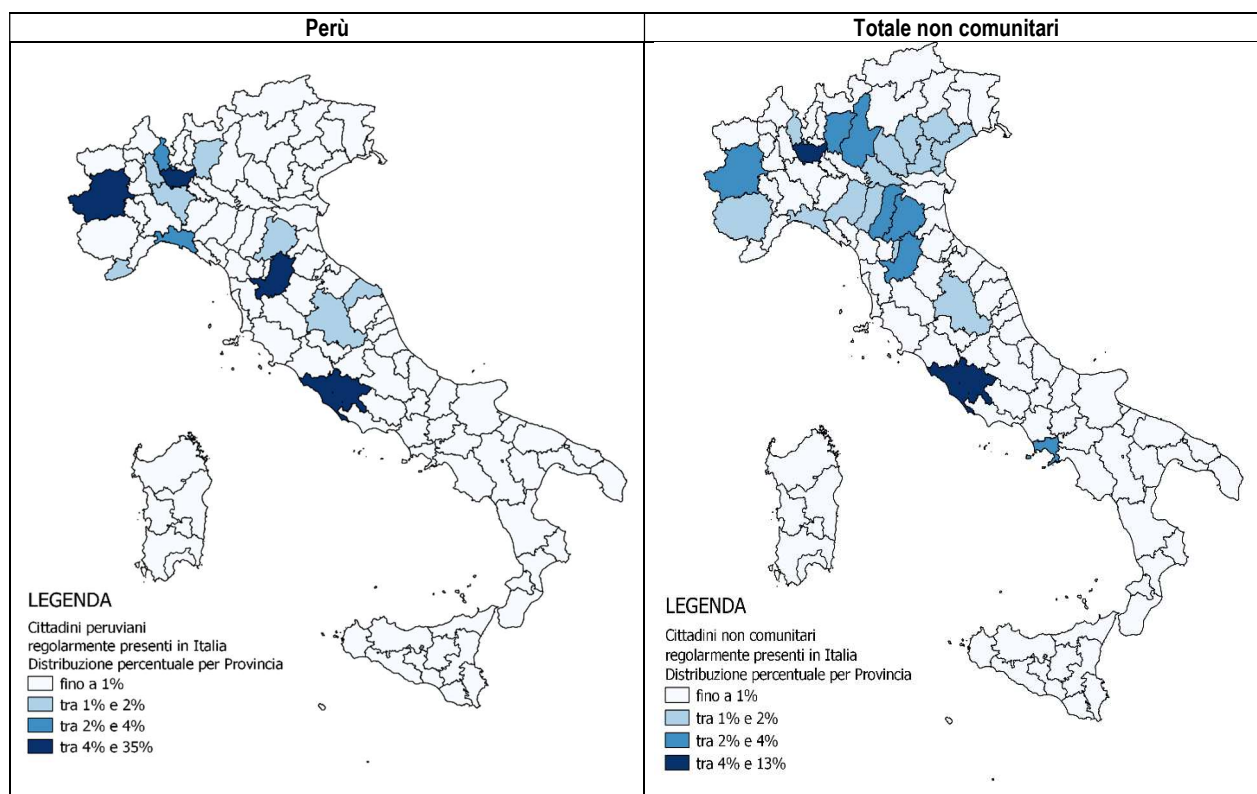 Perù
Totale non comunitari
LEGENDA
Cittadini peruviani
regolarmente presenti in Italia
Distribuzione percentuale per Provincia
fino a 1%
tra 1% e 2%
tra 2% e 4%
tra 4% e 35%
LEGENDA
Cittadini non comunitari
regolarmente presenti in Italia
Distribuzione percentuale per Provincia
fino a 1%
tra 1% e 2%
tra 2% e 4%
tra 4% e 13%